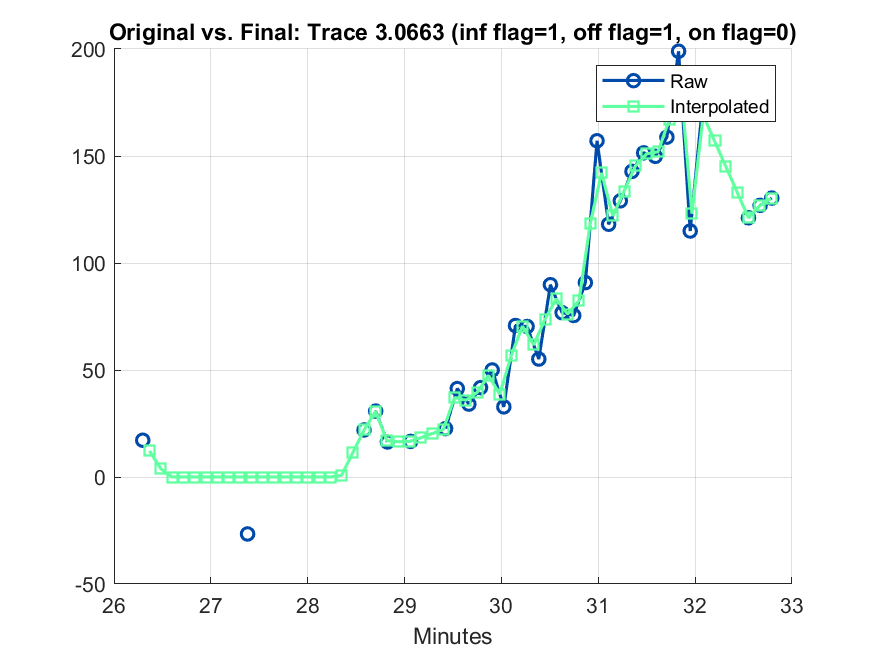 Original vs. Final: Trace 3.0663 (inf flag=1, off flag=1, on flag=0)
200
150
100
50
0
-50
Raw
Interpolated
26 27 28 29 30 31 32 33
Minutes